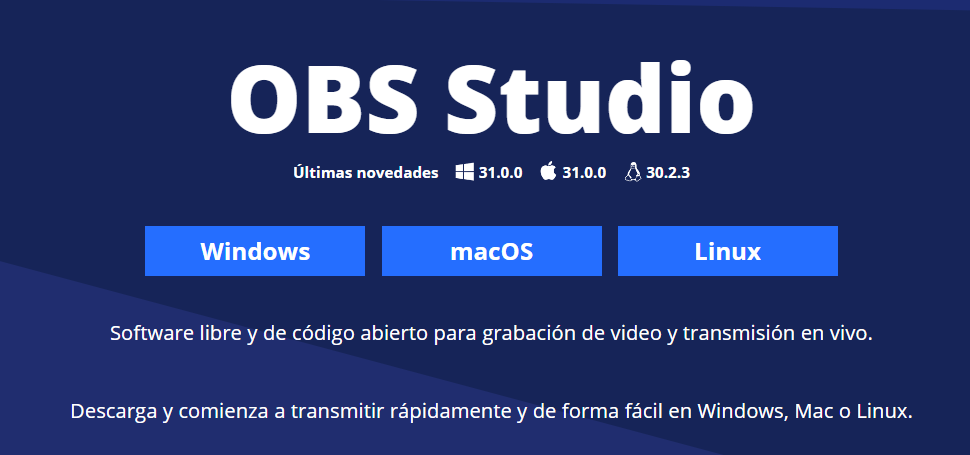 OBS Studio
Últimas novedades 31.0.0 31.0.0 30.2.3
Windows macOS Linux
Software libre y de código abierto para grabación de video y transmisión en vivo.
Descarga y comienza a transmitir rápidamente y de forma fácil en Windows, Mac o Linux.